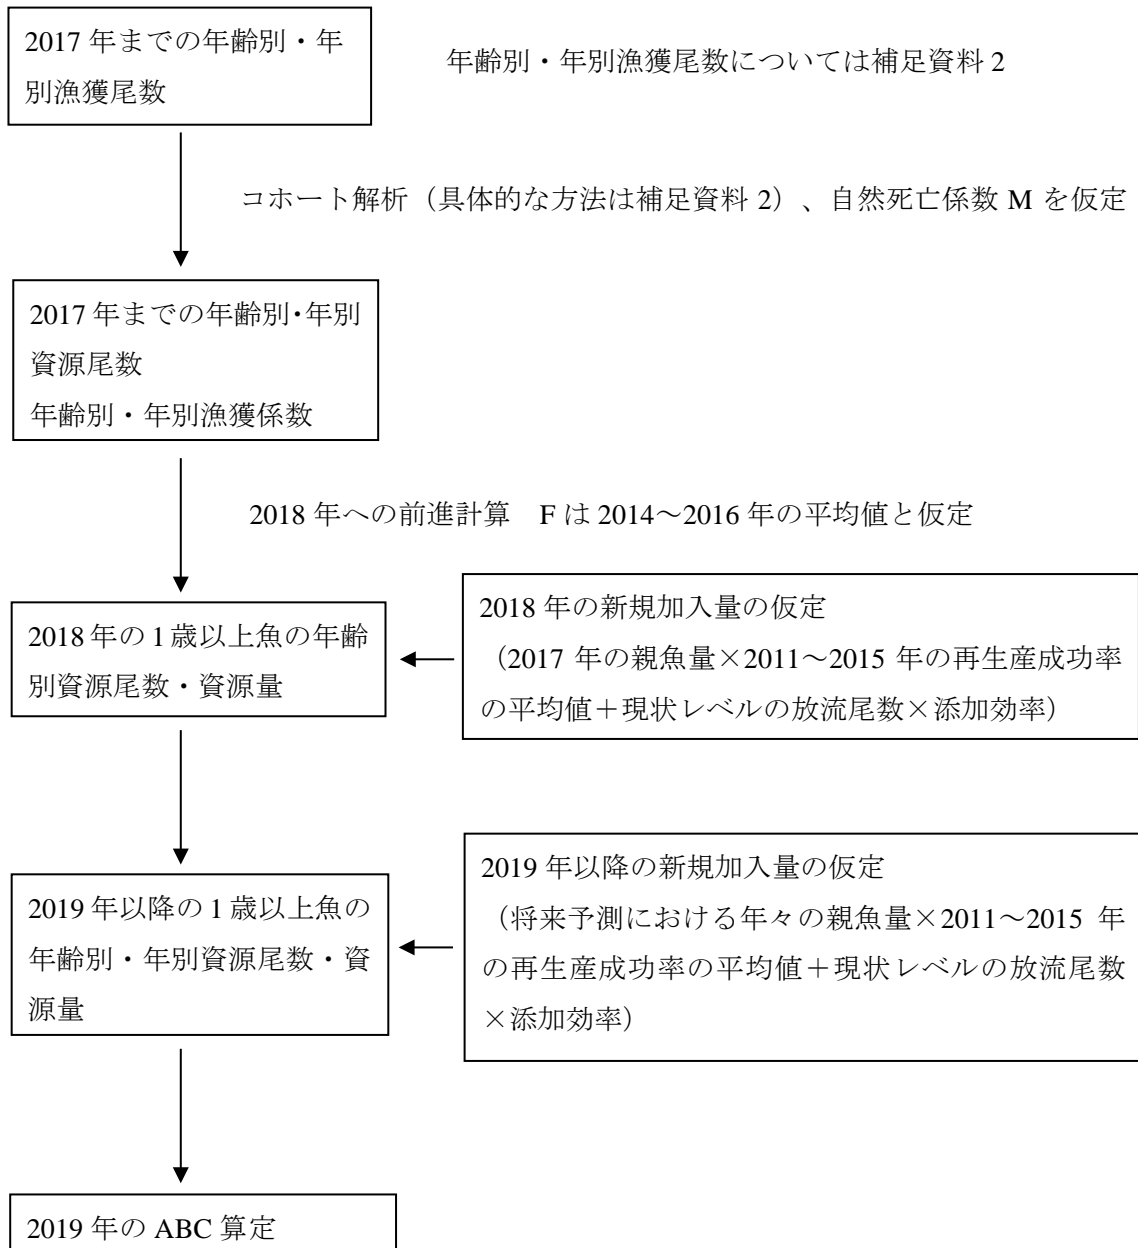 2017 年までの年齢別・年
別漁獲尾数
年齢別・年別漁獲尾数については補足資料 2
コホート解析（具体的な方法は補足資料 2）、自然死亡係数 M を仮定
2017 年までの年齢別・年別
資源尾数
年齢別・年別漁獲係数
2018 年への前進計算　F は 2014～2016 年の平均値と仮定
2018 年の 1 歳以上魚の年齢
別資源尾数・資源量
2018 年の新規加入量の仮定
（2017 年の親魚量×2011～2015 年の再生産成功率
の平均値＋現状レベルの放流尾数×添加効率）
2019 年以降の 1 歳以上魚の
年齢別・年別資源尾数・資
源量
2019 年以降の新規加入量の仮定
（将来予測における年々の親魚量×2011～2015 年
の再生産成功率の平均値＋現状レベルの放流尾数
×添加効率）
2019 年の ABC 算定